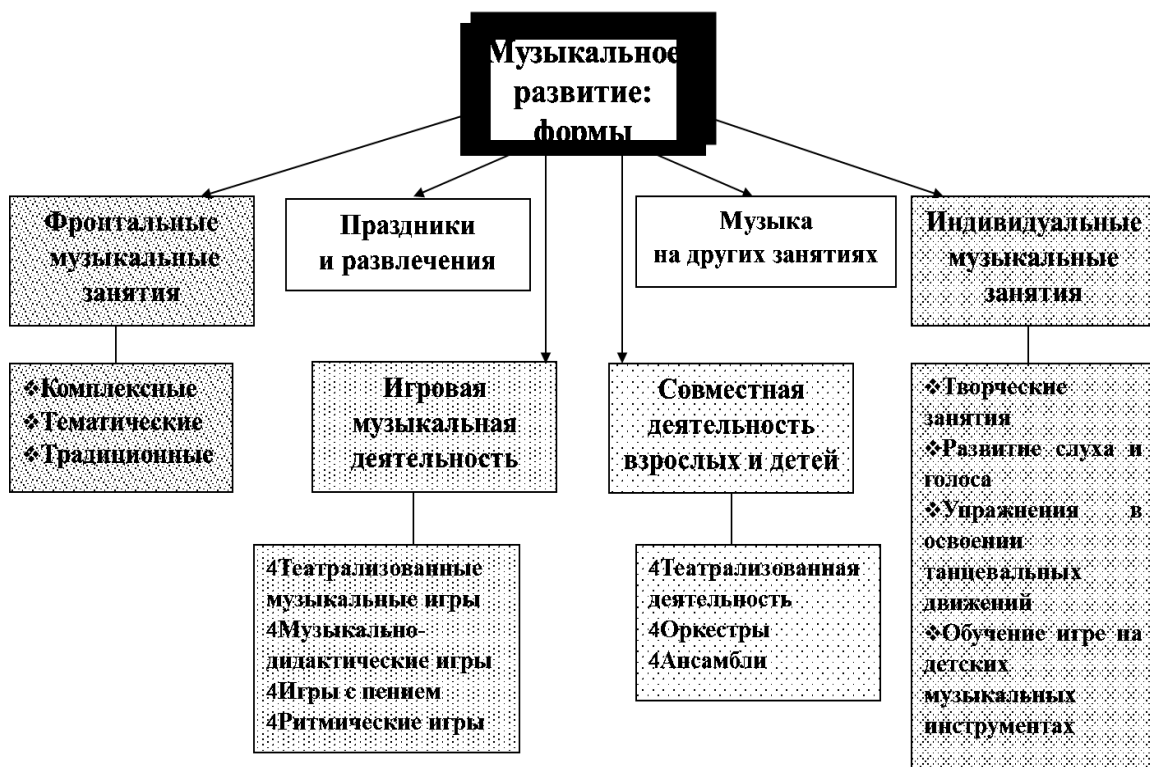 Музыкальное
развитие:
формы
Фронтальные
музыкальные
занятия
Праздники
и развлечения
Музыка
на других занятиях
Индивидуальные
музыкальные
занятия
❖Комплексные
❖Тематические
❖Традиционные
Игровая
музыкальная
деятельность
Совместная
деятельность
взрослых и детей
❖Творческие
занятия
❖Развитие слуха и
голоса
❖Упражнения в
освоении
танцевальных
движений
❖Обучение игре на
детских
музыкальных
инструментах
4Театрализованные
музыкальные игры
4Музыкально-
дидактические игры
4Игры с пением
4Ритмические игры
4Театрализованная
деятельность
4Оркестры
4Ансамбли